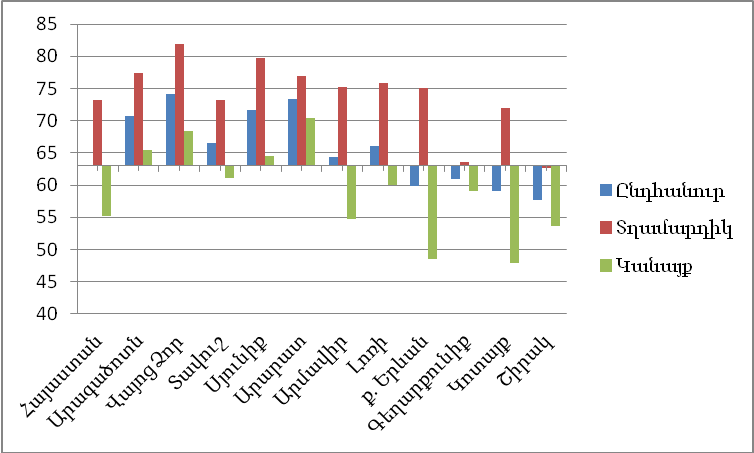 85
80
75
70
65
60
55
50
45
40
Հայաստան
Արագածոտն
Վայոց Ձոր
Տավուշ
Սյունիք
Արարատ
Արմավիր
Լոռի
ք. Երևան
Գեղարքունիք
Կոտայք
Շիրակ
Ընդհանուր
Տղամարդիկ
Կանայք